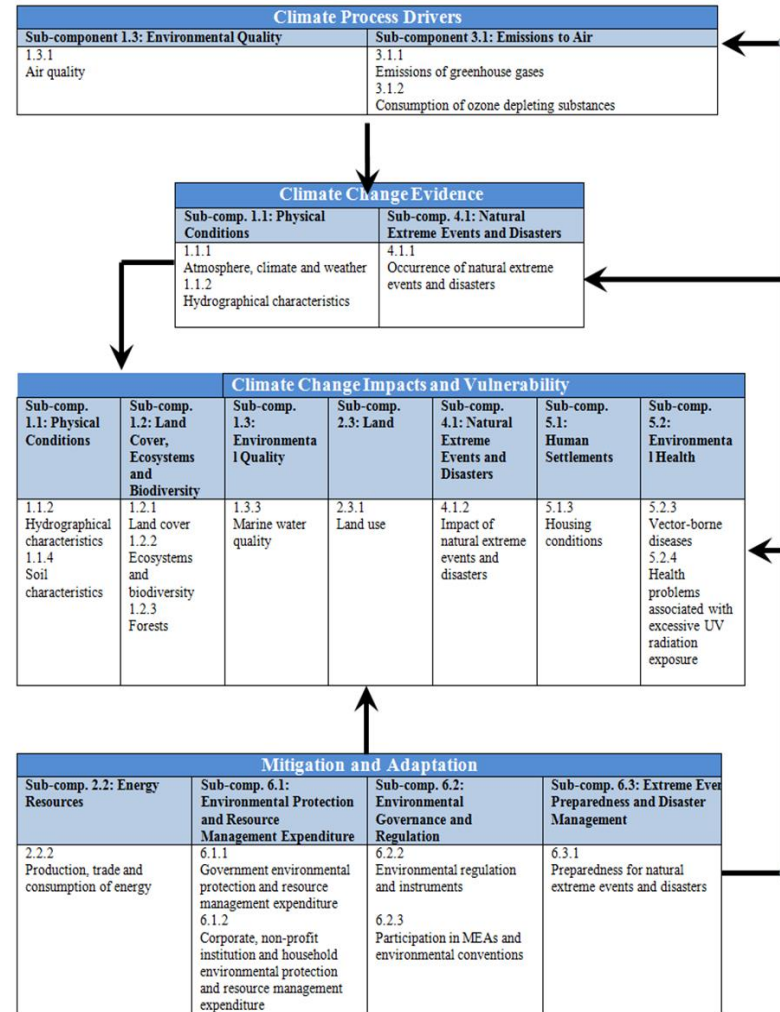 Climate Process Drivers
Sub-component 1.3: Environmental Quality
1.3.1
Air quality
Sub-component 3.1: Emissions to Air
3.1.1
Emissions of greenhouse gases
3.1.2
Consumption of ozone depleting substances
Climate Change Evidence
Sub-comp. 1.1: Physical
Conditions
1.1.1
Atmosphere, climate and weather
1.1.2
Hydrographical characteristics
Sub-comp. 4.1: Natural
Extreme Events and Disasters
4.1.1
Occurrence of natural extreme
events and disasters
Climate Change Impacts and Vulnerability
Sub-comp.
1.1: Physical
Conditions
1.1.2
Hydrographical
characteristics
1.1.4
Soil
characteristics
Sub-comp.
1.2: Land
Cover,
Ecosystems
and
Biodiversity
1.2.1
Land cover
1.2.2
Ecosystems
and
biodiversity
1.2.3
Forests
Sub-comp.
1.3:
Environmenta
l Quality
1.3.3
Marine water
quality
Sub-comp.
2.3: Land
2.3.1
Land use
Sub-comp.
4.1: Natural
Extreme
Events and
Disasters
4.1.2
Impact of
natural extreme
events and
disasters
Sub-comp.
5.1:
Human
Settlements
5.1.3
Housing
conditions
Sub-comp.
5.2:
Environmenta
l Health
5.2.3
Vector-borne
diseases
5.2.4
Health
problems
associated with
excessive UV
radiation
exposure
Mitigation and Adaptation
Sub-comp. 2.2: Energy
Resources
2.2.2
Production, trade and
consumption of energy
Sub-comp. 6.1:
Environmental Protection
and Resource
Management Expenditure
6.1.1
Government environmental
protection and resource
management expenditure
6.1.2
Corporate, non-profit
institution and household
environmental protection
and resource management
expenditure
Sub-comp. 6.2:
Environmental
Governance and
Regulation
6.2.2
Environmental regulation
and instruments
6.2.3
Participation in MEAs and
environmental conventions
Sub-comp. 6.3: Extreme Even
Preparedness and Disaster
Management
6.3.1
Preparedness for natural
extreme events and disasters